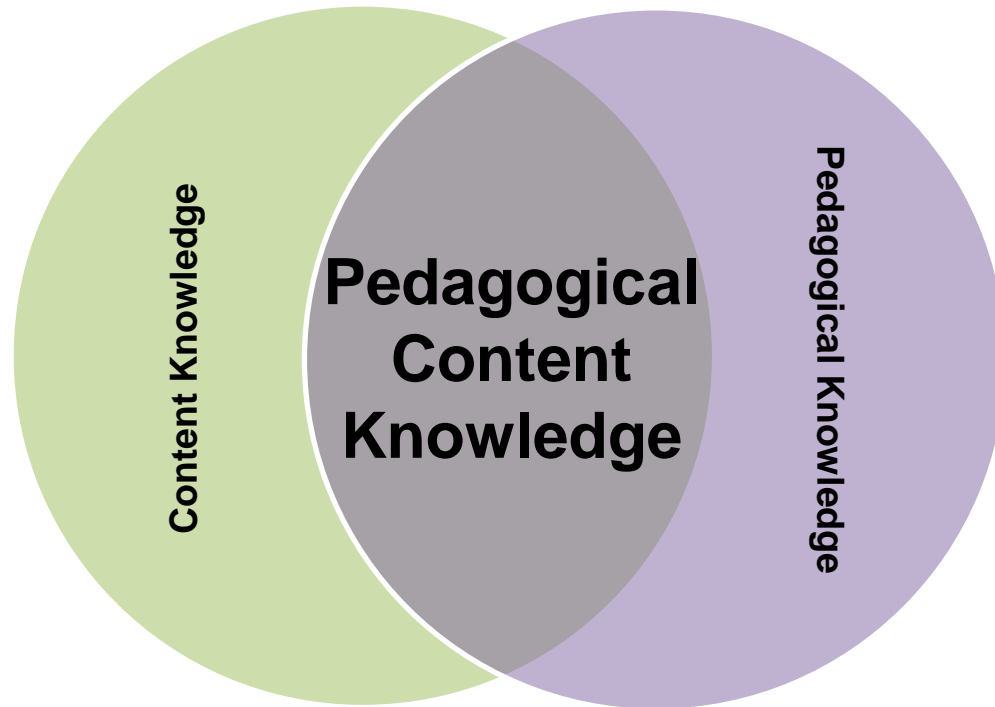 Content Knowledge
Pedagogical
Content
Knowledge
Pedagogical Knowledge